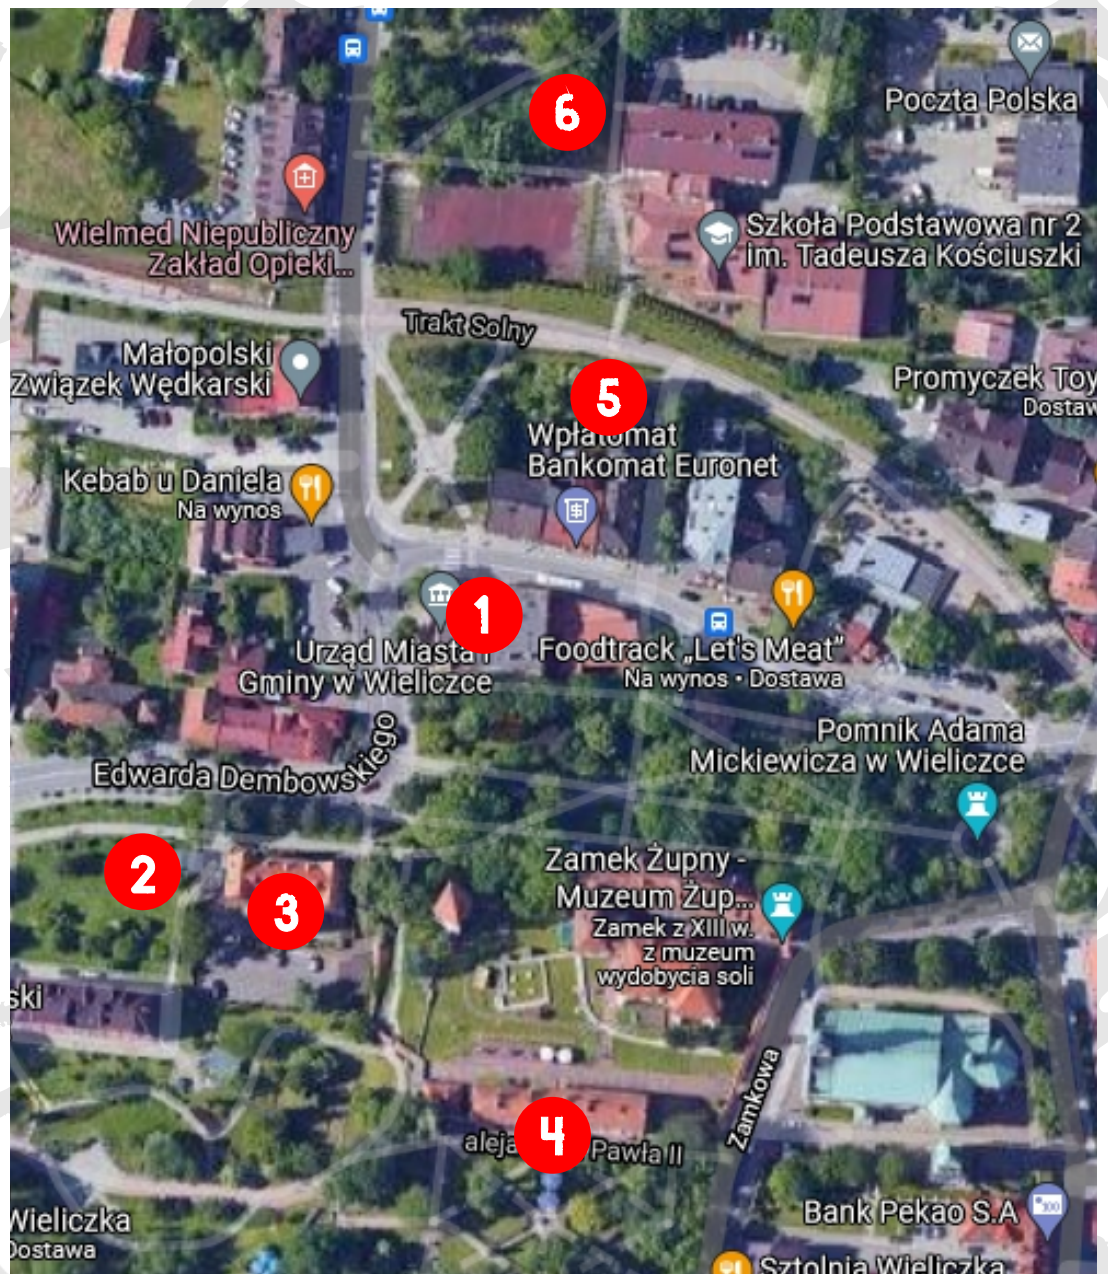 6
Poczta Polska
Wielmed Niepubliczny
Zakład Opieki...
Szkoła Podstawowa nr 2
im. Tadeusza Kościuszki
Trakt Solny
Małopolski
Związek Wędkarski
5
Promyczek Toy
Dostaw
Wpłatomat
Bankomat Euronet
Kebab u Daniela
Na wynos
1
Urząd Miasta i
Gminy w Wieliczce
Foodtrack „Let's Meat”
Na wynos • Dostawa
Edwarda Dembowskiego
Pomnik Adama
Mickiewicza w Wieliczce
2
3
Zamek Żupny -
Muzeum Żup...
Zamek z XIII w.
z muzeum
wydobycia soli
ski
Zamkowa
4
aleja Pawła II
Wieliczka
Dostawa
Bank Pekao S.A
Sztolnia Wieliczka